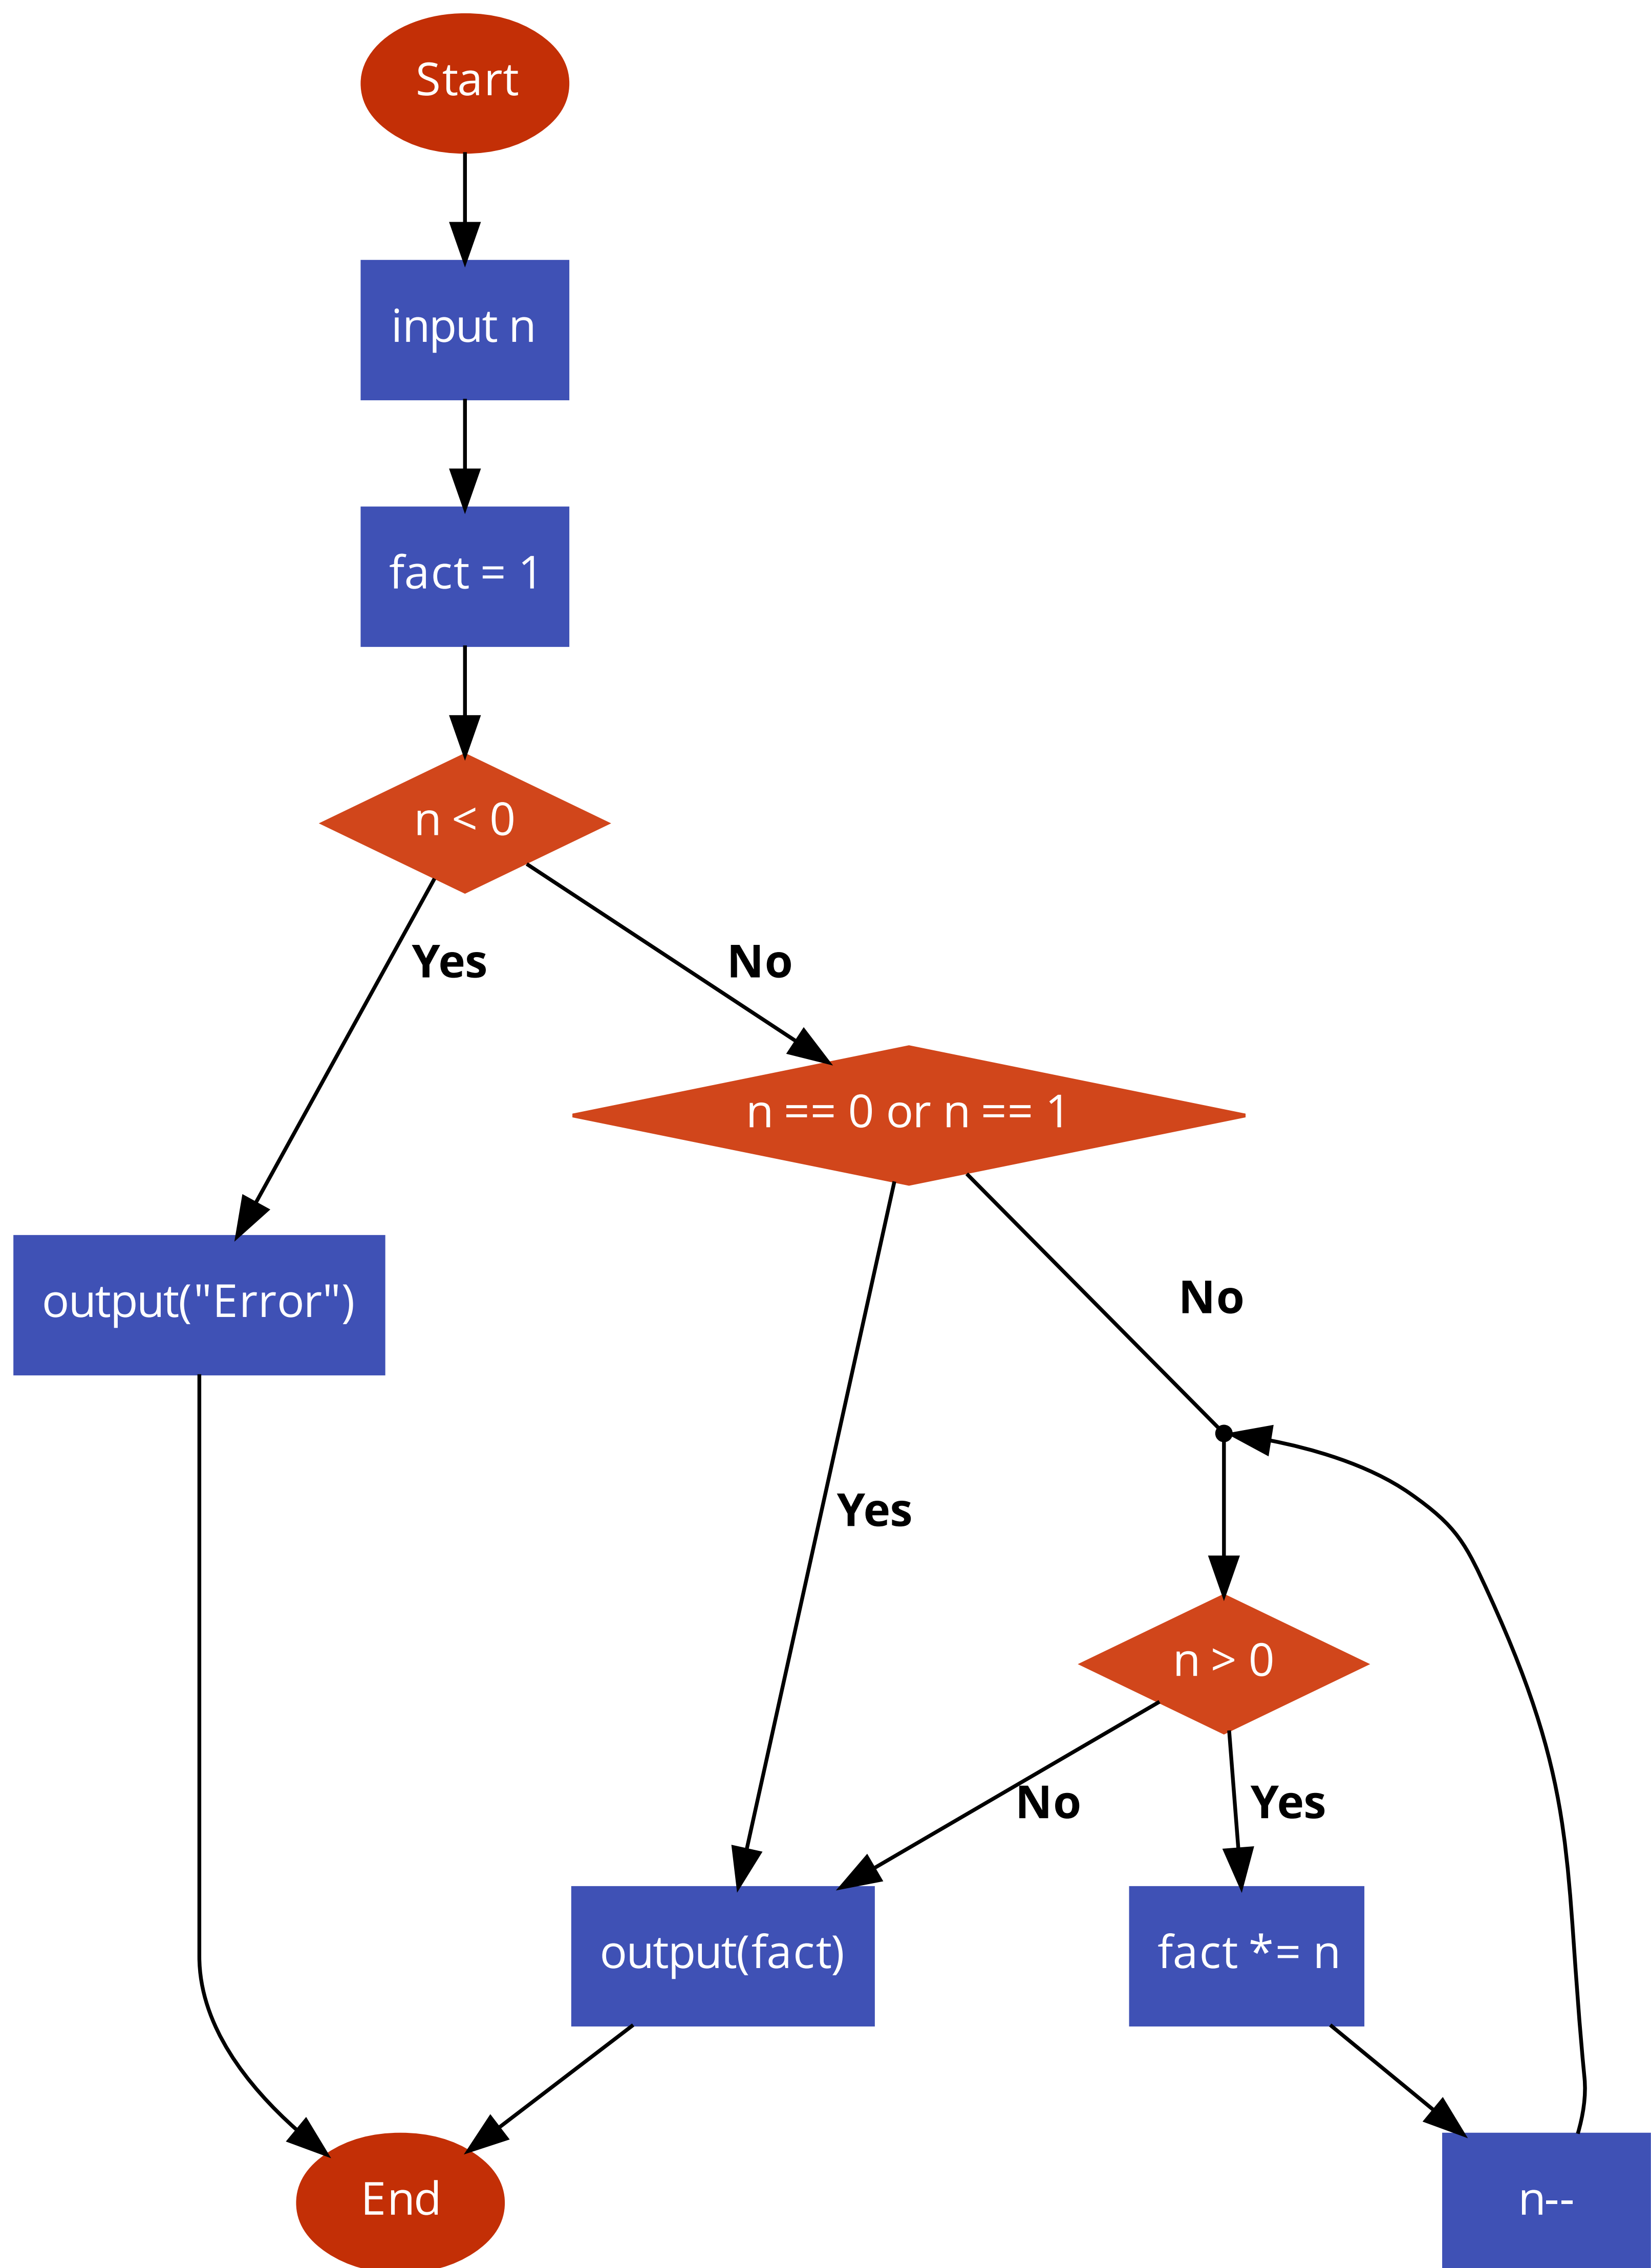 Start
input n
fact = 1
n < 0
Yes
No
n == 0 or n == 1
output("Error")
No
Yes
n > 0
No
Yes
output(fact)
fact *= n
End
n--